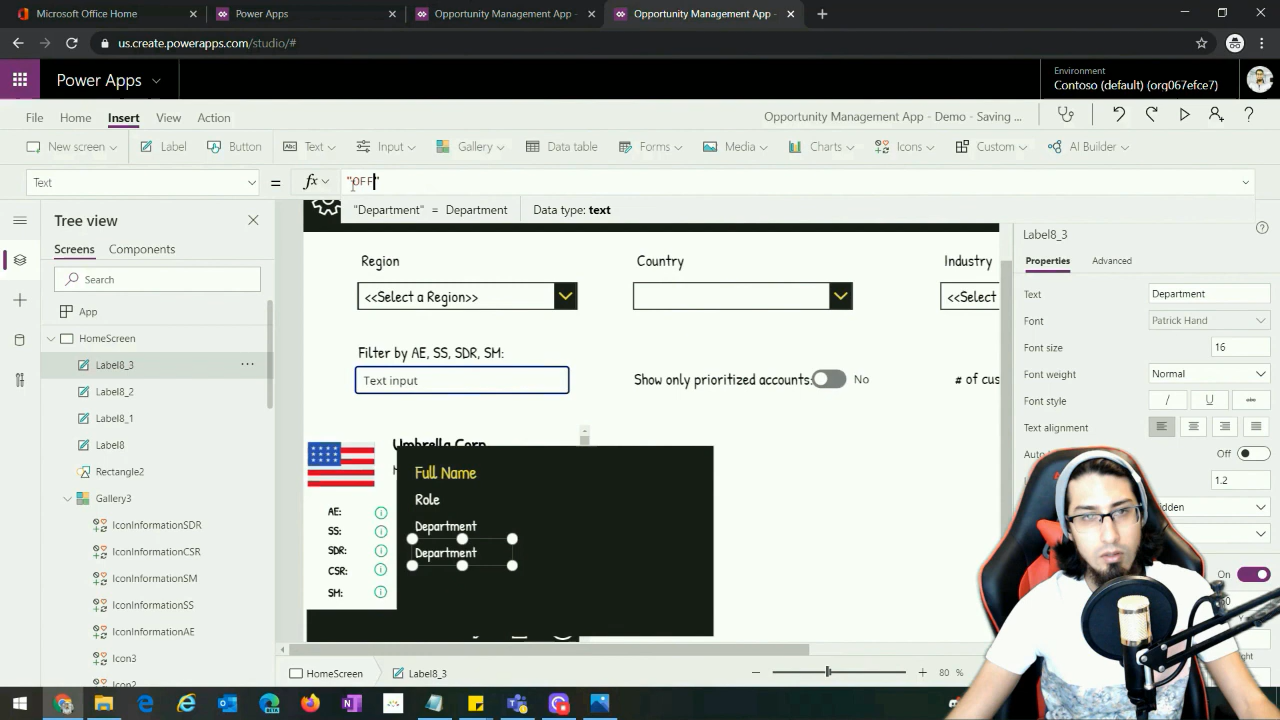 Microsoft Office Home
Power Apps
Opportunity Management App -
Opportunity Management App -
us.create.powerapps.com/studio/#
Power Apps
Environment
Contoso (default) (org067efce7)
File
Home
Insert
View
Action
Opportunity Management App - Demo - Saving ...
New screen
Label
Button
Text
Input
Gallery
Data table
Forms
Media
Charts
Icons
Custom
AI Builder
Text
=
fx
"OFF"
"Department" = Department
Data type: text
Tree view
Screens
Components
Search
App
HomeScreen
Label8_3
Label8_2
Label8_1
Label8
Rectangle2
Gallery3
IconInformationSDR
IconInformationCSR
IconInformationSM
IconInformationSS
IconInformationAE
Icon3
Region
Country
Industry
<<Select a Region>>
<<Select
Filter by AE, SS, SDR, SM:
Text input
Show only prioritized accounts:
No
# of cus
Umbrella Corp
AE:
SS:
SDR:
CSR:
SM:
Full Name
Role
Department
Department
Label8_3
Properties
Advanced
Text
Department
Font
Patrick Hand
Font size
16
Font weight
Normal
Font style
Text alignment
Off
1.2
On
HomeScreen
Label8_3
80 %